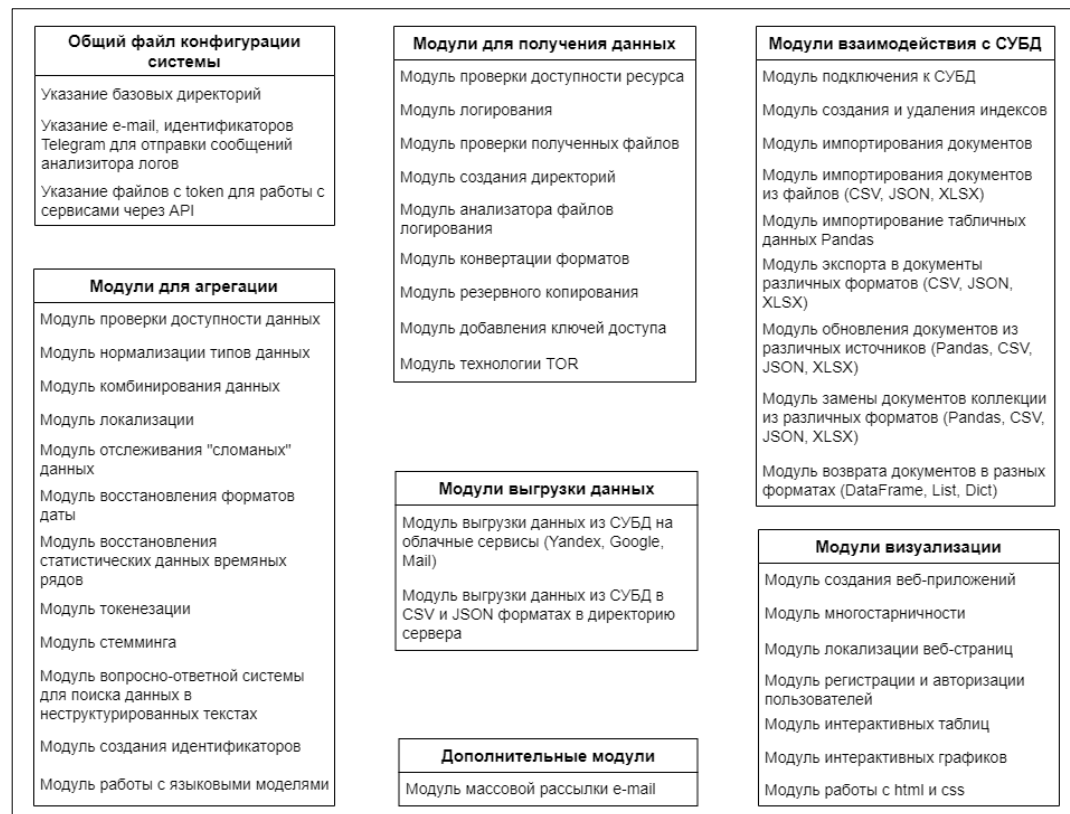 Общий файл конфигурации
системы
Указание базовых директорий
Указание e-mail, идентификаторов
Telegram для отправки сообщений
анализитора логов
Указание файлов с token для работы с
сервисами через API
Модули для агрегации
Модуль проверки доступности данных
Модуль нормализации типов данных
Модуль комбинирования данных
Модуль локализации
Модуль отслеживания "сломаных"
данных
Модуль восстановления форматов
даты
Модуль восстановления
статистических данных времяных
рядов
Модуль токенезации
Модуль стемминга
Модуль вопросно-ответной системы
для поиска данных в
неструктурированных текстах
Модуль создания идентификаторов
Модуль работы с языковыми моделями
Модули для получения данных
Модуль проверки доступности ресурса
Модуль логирования
Модуль проверки полученных файлов
Модуль создания директорий
Модуль анализатора файлов
логирования
Модуль конвертации форматов
Модуль резервного копирования
Модуль добавления ключей доступа
Модуль технологии TOR
Модули выгрузки данных
Модуль выгрузки данных из СУБД на
облачные сервисы (Yandex, Google,
Mail)
Модуль выгрузки данных из СУБД в
CSV и JSON форматах в директорию
сервера
Дополнительные модули
Модуль массовой рассылки e-mail
Модули взаимодействия с СУБД
Модуль подключения к СУБД
Модуль создания и удаления индексов
Модуль импортирования документов
Модуль импортирования документов
из файлов (CSV, JSON, XLSX)
Модуль импортирование табличных
данных Pandas
Модуль экспорта в документы
различных форматов (CSV, JSON,
XLSX)
Модуль обновления документов из
различных источников (Pandas, CSV,
JSON, XLSX)
Модуль замены документов коллекции
из различных форматов (Pandas, CSV,
JSON, XLSX)
Модуль возврата документов в разных
форматах (DataFrame, List, Dict)
Модули визуализации
Модуль создания веб-приложений
Модуль многостарничности
Модуль локализации веб-страниц
Модуль регистрации и авторизации
пользователей
Модуль интерактивных таблиц
Модуль интерактивных графиков
Модуль работы с html и css